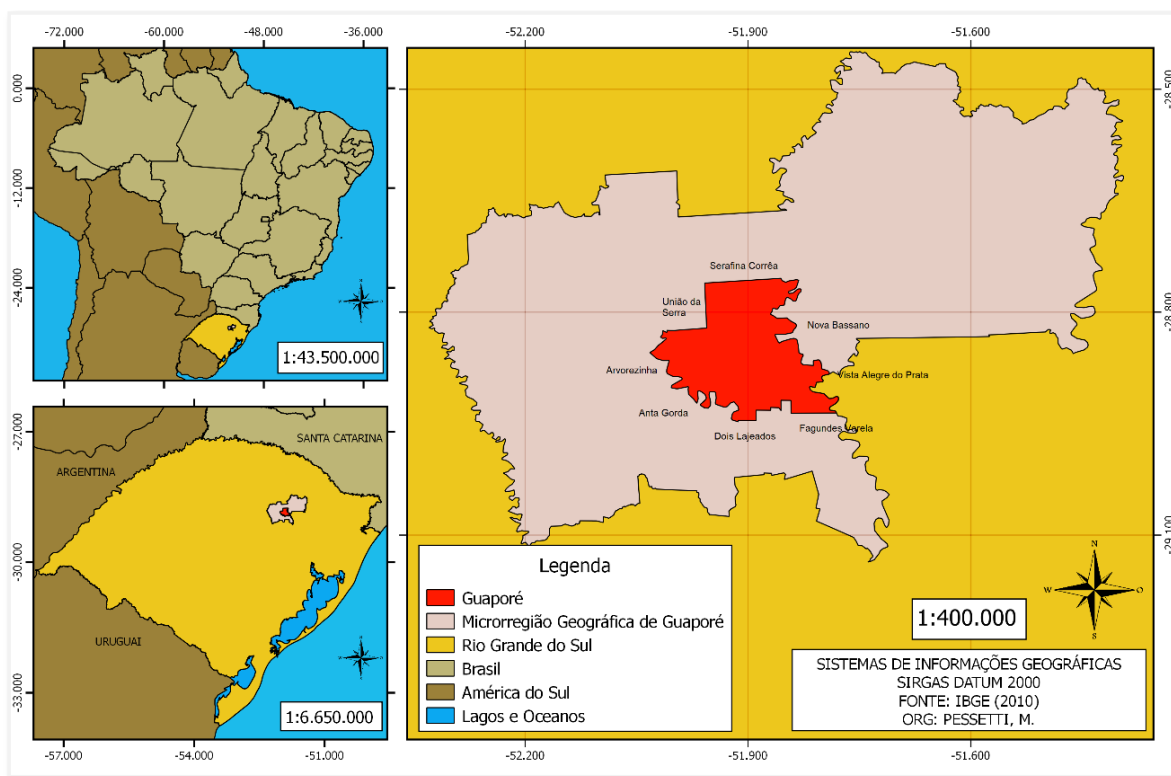 -72.000 -60.000 -48.000 -36.000
0.000
-12.000
-24.000
1:43.500.000
-57.000 -54.000 -51.000
-27.000
-30.000
-33.000
SANTA CATARINA
ARGENTINA
URUGUAI
1:6.650.000
-52.200 -51.900 -51.600
-28.500
-28.800
-29.100
Serafina Corrêa
União da
Serra
Nova Bassano
Arvorezinha
Vista Alegre do Prata
Anta Gorda
Dois Lajeados
Fagundes Varela
Legenda
Guaporé
Microrregião Geográfica de Guaporé
Rio Grande do Sul
Brasil
América do Sul
Lagos e Oceanos
1:400.000
N
W O
S
SISTEMAS DE INFORMAÇÕES GEOGRÁFICAS
SIRGAS DATUM 2000
FONTE: IBGE (2010)
ORG: PESSETTI, M.
-52.200 -51.900 -51.600